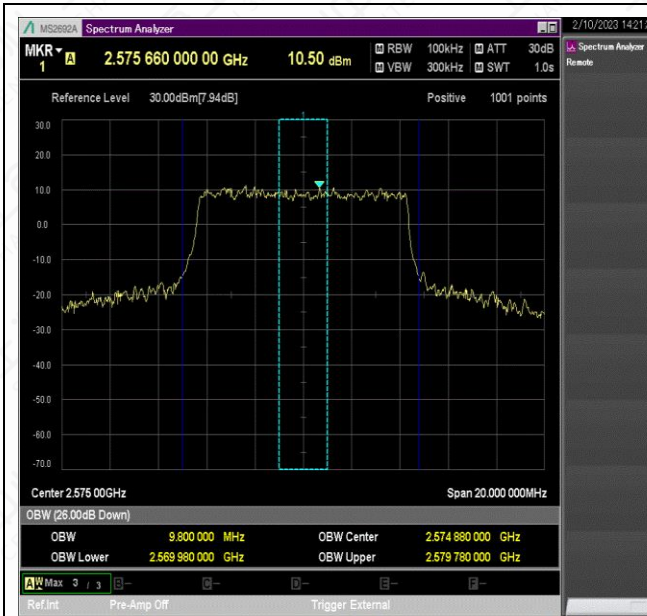 MS2692A Spectrum Analyzer
2/10/2023 14:21:
MKR 1 A 2.575 660 000 00 GHz 10.50 dBm
M RBW 100kHz M ATT 30dB
M VBW 300kHz M SWT 1.0s
Spectrum Analyzer
Remote
Reference Level 30.00dBm[7.94dB] Positive 1001 points
30.0
20.0
10.0
0.0
-10.0
-20.0
-30.0
-40.0
-50.0
-60.0
-70.0
Center 2.575 00GHz Span 20.000 000MHz
OBW (26.00dB Down)
OBW 9.800 000 MHz OBW Center 2.574 880 000 GHz
OBW Lower 2.569 980 000 GHz OBW Upper 2.579 780 000 GHz
A W Max 3 / 3 B- C- D- E- F-
Ref.Int Pre-Amp Off Trigger External